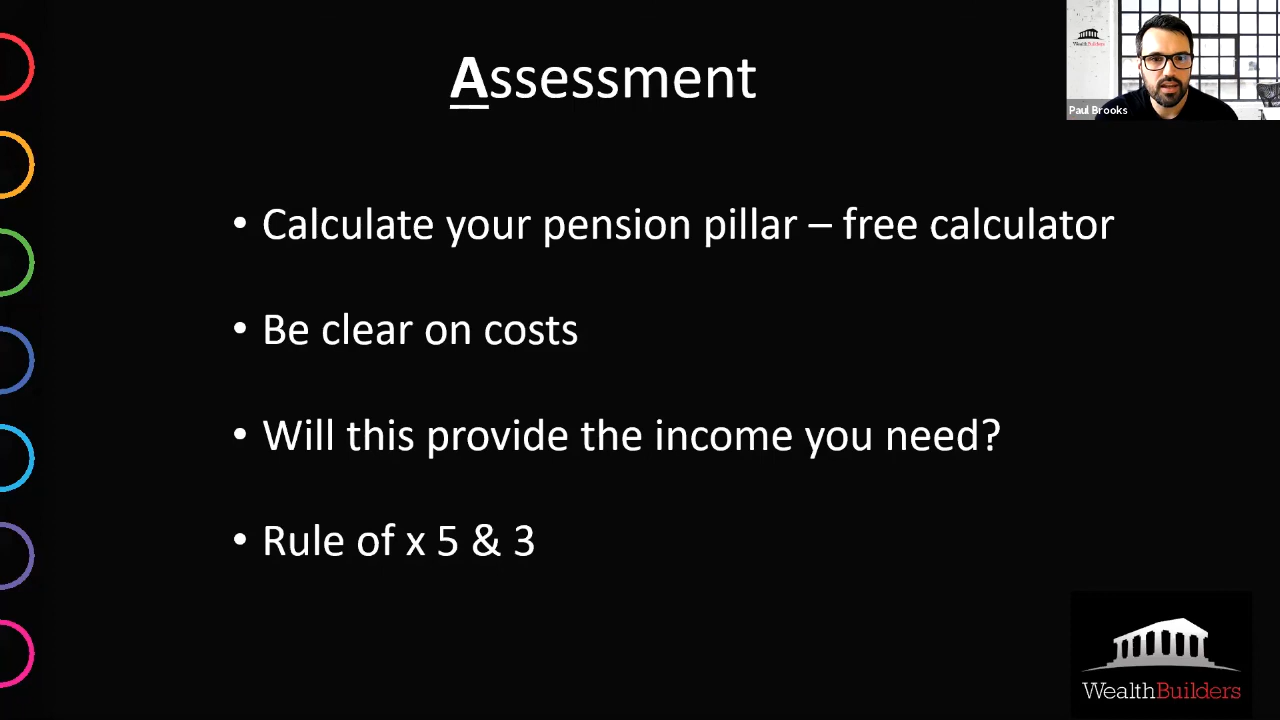 Assessment
WealthBuilders
Paul Brooks
• Calculate your pension pillar – free calculator
• Be clear on costs
• Will this provide the income you need?
• Rule of x 5 & 3
WealthBuilders